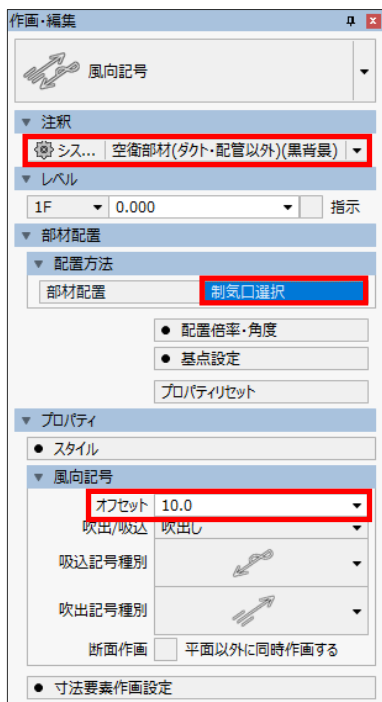 作画・編集
風向記号
注釈
シス... 空衛部材(ダクト・配管以外)(黒背景)
レベル
1F 0.000 指示
部材配置
配置方法
部材配置 制気口選択
配置倍率・角度
基点設定
プロパティリセット
プロパティ
スタイル
風向記号
オフセット 10.0
吹出/吸込 吹出し
吸込記号種別
吹出記号種別
断面作画 平面以外に同時作画する
寸法要素作画設定